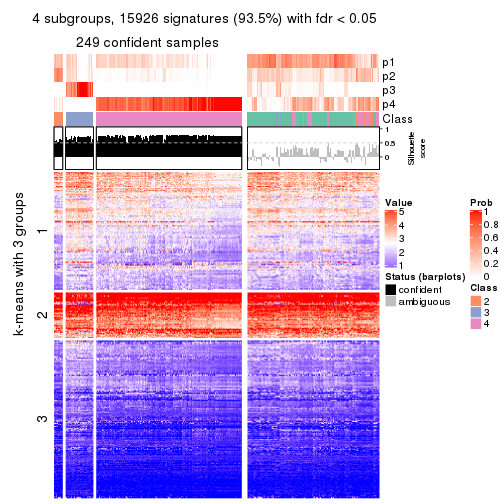 4 subgroups, 15926 signatures (93.5%) with fdr < 0.05
249 confident samples
p1
p2
p3
p4
Class
1
0.5
0
Silhouette
score
k-means with 3 groups
1
2
3
Value
5
4
3
2
1
Status (barplots)
confident
ambiguous
Prob
1
0.8
0.6
0.4
0.2
0
Class
2
3
4